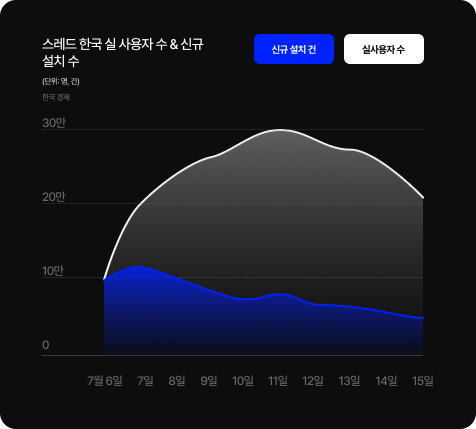 스레드 한국 실 사용자 수 & 신규
설치 수
(단위: 명, 건)
한국 경제
신규 설치 건
실사용자 수
30만
20만
10만
0
7월 6일 7일 8일 9일 10일 11일 12일 13일 14일 15일